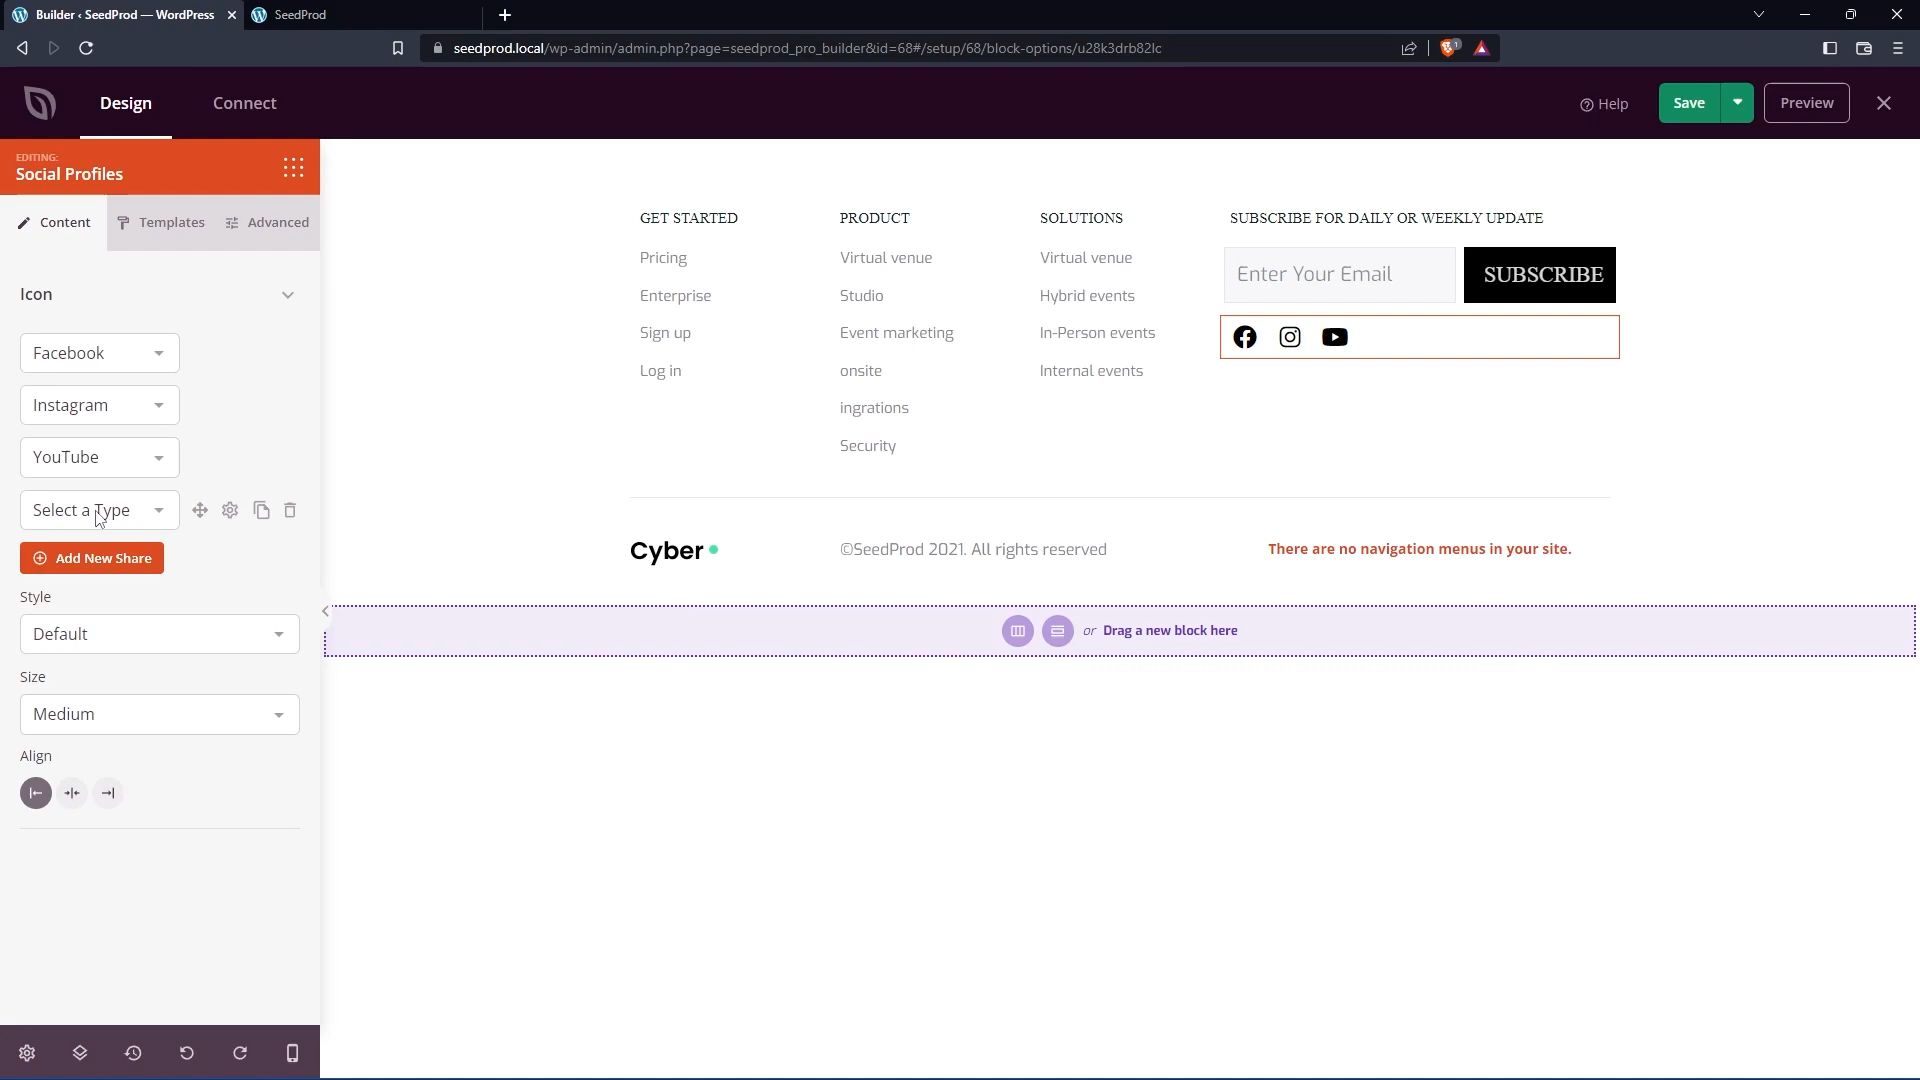 Builder ‹ SeedProd — WordPress
SeedProd
seedprod.local/wp-admin/admin.php?page=seedprod_pro_builder&id=68#/setup/68/block-options/u28k3drb82lc
1
Design
Connect
Help
Save
Preview
EDITING:
Social Profiles
Content
Templates
Advanced
Icon
Facebook
Instagram
YouTube
Select a Type
Add New Share
Style
Default
Size
Medium
Align
GET STARTED
Pricing
Enterprise
Sign up
Log in
PRODUCT
Virtual venue
Studio
Event marketing
onsite
ingrations
Security
SOLUTIONS
Virtual venue
Hybrid events
In-Person events
Internal events
SUBSCRIBE FOR DAILY OR WEEKLY UPDATE
Enter Your Email
SUBSCRIBE
Cyber
©SeedProd 2021. All rights reserved
There are no navigation menus in your site.
or Drag a new block here